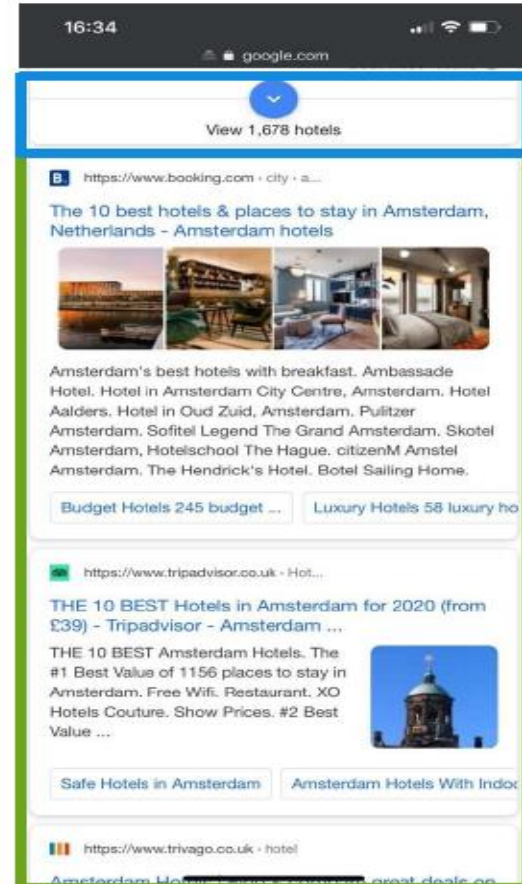 16:34
google.com
View 1,678 hotels
B. https://www.booking.com › city › a...
The 10 best hotels & places to stay in Amsterdam,
Netherlands - Amsterdam hotels
Amsterdam's best hotels with breakfast. Ambassade
Hotel. Hotel in Amsterdam City Centre, Amsterdam. Hotel
Aalders. Hotel in Oud Zuid, Amsterdam. Pulitzer
Amsterdam. Sofitel Legend The Grand Amsterdam. Skotel
Amsterdam, Hotelschool The Hague. citizenM Amstel
Amsterdam. The Hendrick's Hotel. Botel Sailing Home.
Budget Hotels 245 budget ... Luxury Hotels 58 luxury ho
https://www.tripadvisor.co.uk › Hot...
THE 10 BEST Hotels in Amsterdam for 2020 (from
£39) - Tripadvisor - Amsterdam ...
THE 10 BEST Amsterdam Hotels. The
#1 Best Value of 1156 places to stay in
Amsterdam. Free Wifi. Restaurant. XO
Hotels Couture. Show Prices. #2 Best
Value ...
Safe Hotels in Amsterdam Amsterdam Hotels With Indoo
https://www.trivago.co.uk › hotel
Amsterdam great deals on